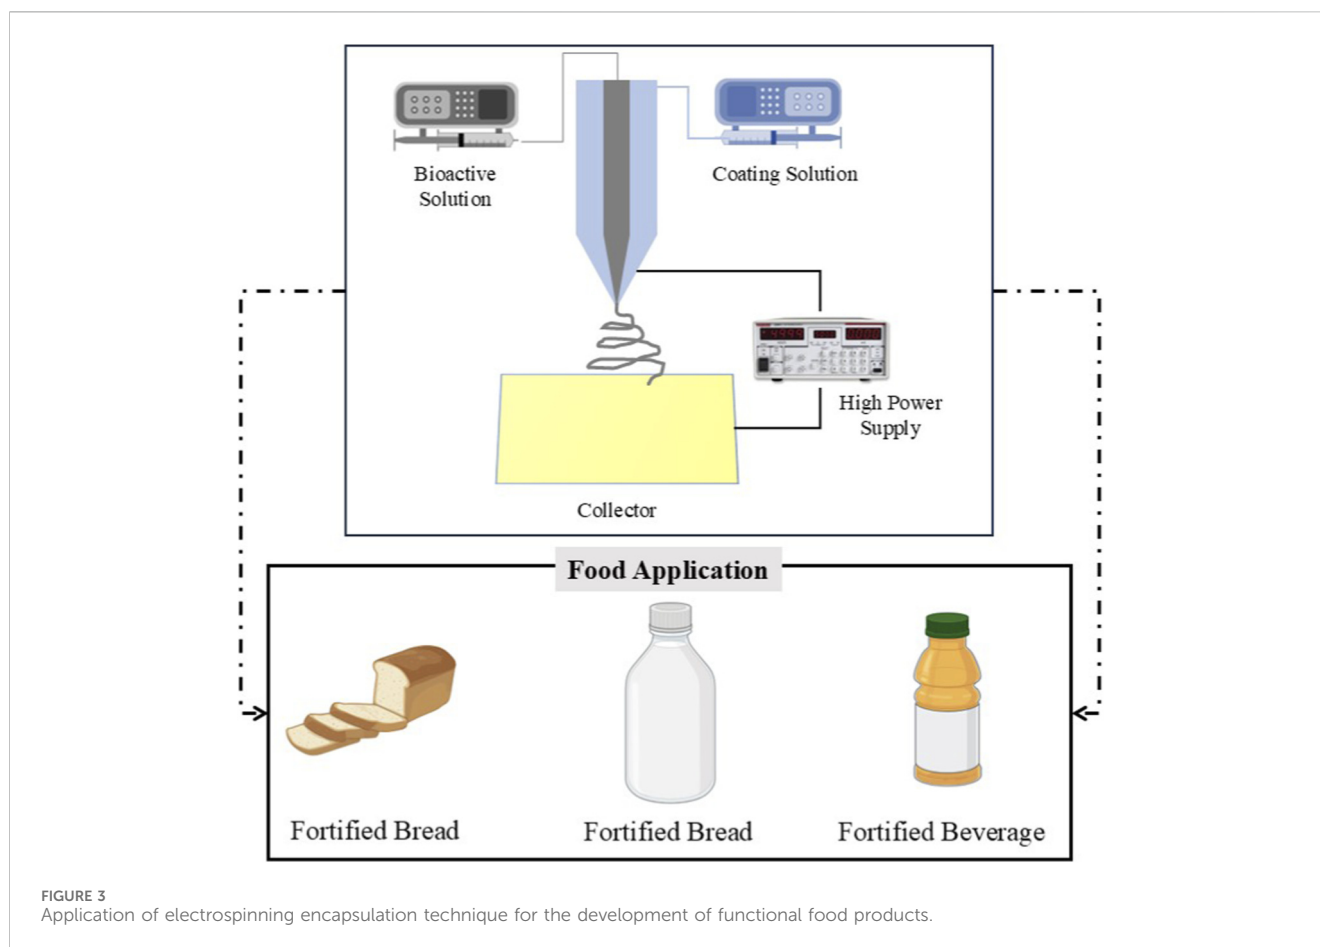 Bioactive
Solution
Coating Solution
High Power
Supply
Collector
Food Application
Fortified Bread
Fortified Bread
Fortified Beverage
FIGURE 3
Application of electrospinning encapsulation technique for the development of functional food products.